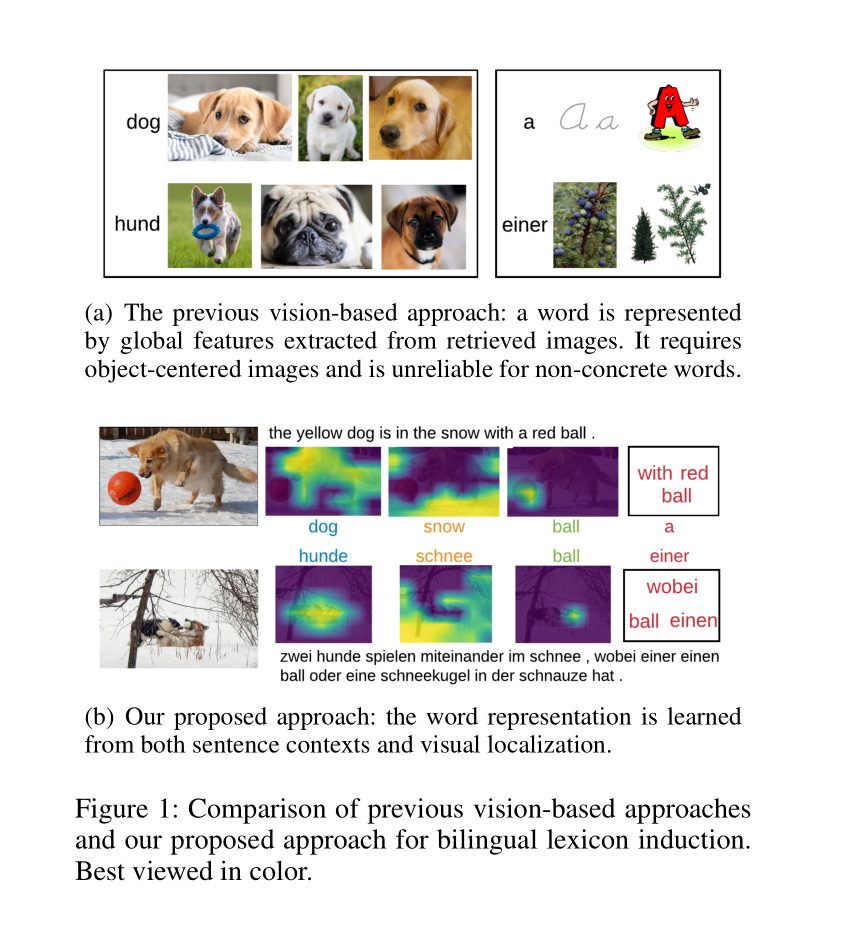 dog
a Aa
A
hund
einer
(a) The previous vision-based approach: a word is represented
by global features extracted from retrieved images. It requires
object-centered images and is unreliable for non-concrete words.
the yellow dog is in the snow with a red ball .
with red
ball
dog snow ball a
hunde schnee ball einer
wobei
ball einen
zwei hunde spielen miteinander im schnee , wobei einer einen
ball oder eine schneekugel in der schnauze hat .
(b) Our proposed approach: the word representation is learned
from both sentence contexts and visual localization.
Figure 1: Comparison of previous vision-based approaches
and our proposed approach for bilingual lexicon induction.
Best viewed in color.